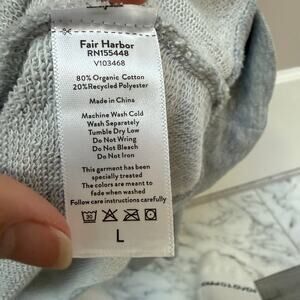 Fair Harbor
RN155448
V103468
80% Organic Cotton
20%Recycled Polyester
Made in China
Machine Wash Cold
Wash Separately
Tumble Dry Low
Do Not Wring
Do Not Bleach
Do Not Iron
This garment has been
specially treated
The colors are meant to
fade when washed
Follow care instructions carefully
30
L